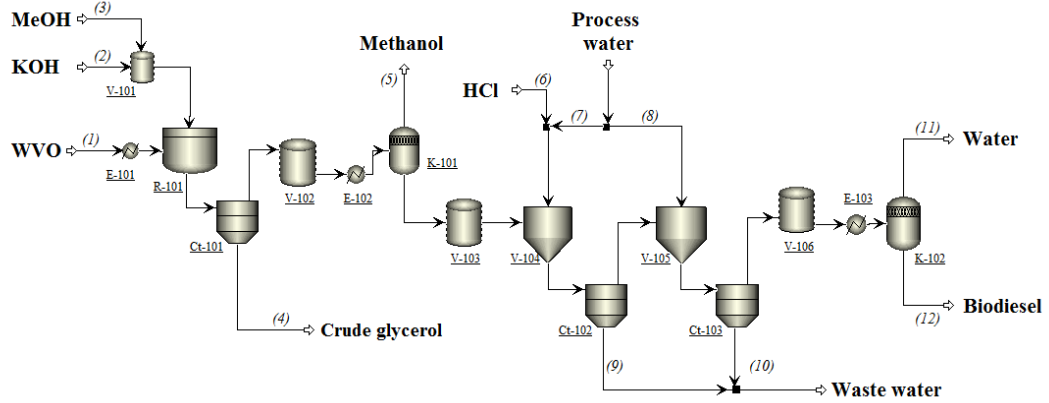 MeOH
(3)
Process
water
Methanol
KOH
(2)
V-101
(5)
HCl
(6)
(7)
(8)
(11)
Water
WVO
(1)
E-101
R-101
K-101
V-102
E-102
E-103
V-106
K-102
Ct-101
V-103
V-104
V-105
(4)
Crude glycerol
Ct-102
Ct-103
Biodiesel
(12)
(9)
(10)
Waste water